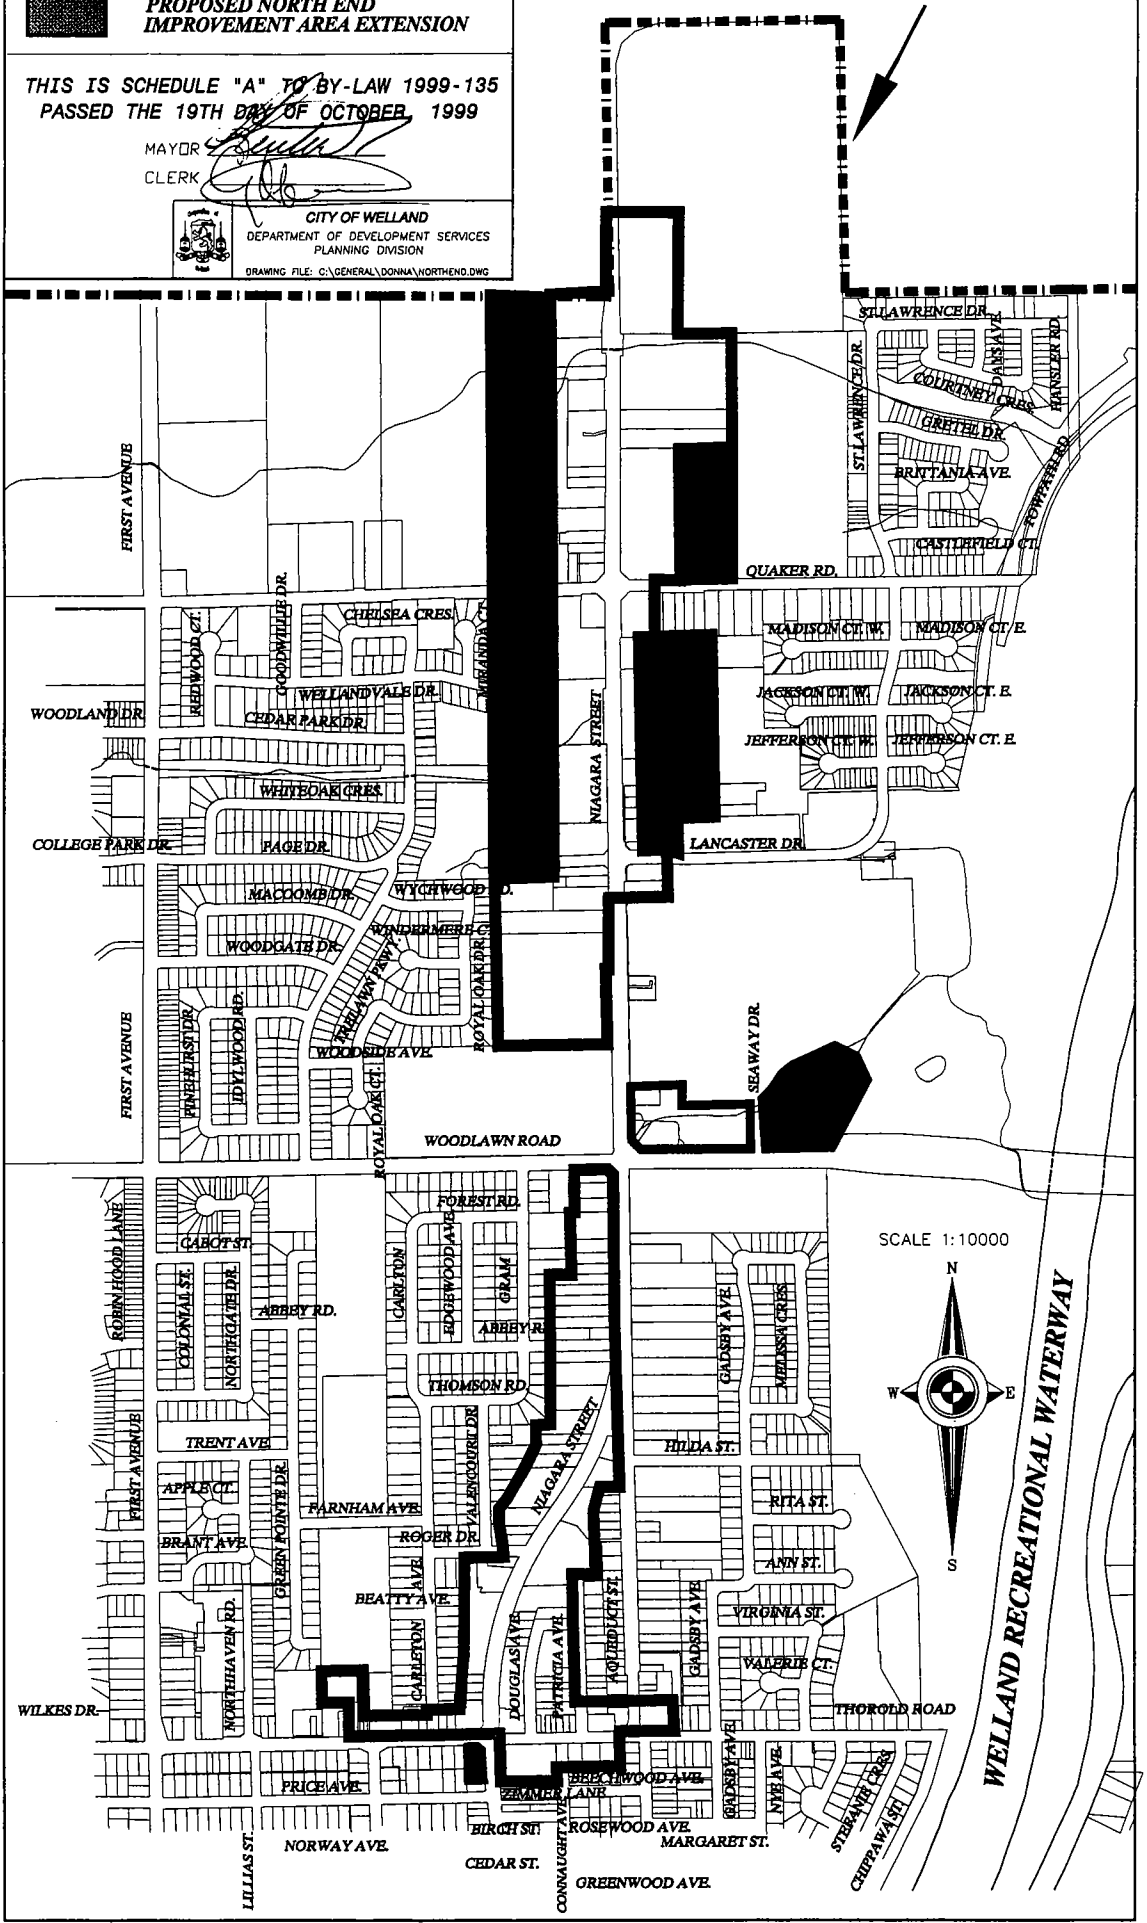 PROPOSED NORTH END
IMPROVEMENT AREA EXTENSION
THIS IS SCHEDULE "A" TO BY-LAW 1999-135
PASSED THE 19TH DAY OF OCTOBER, 1999
MAYOR
CLERK
CITY OF WELLAND
DEPARTMENT OF DEVELOPMENT SERVICES
PLANNING DIVISION
DRAWING FILE: C:\GENERAL\DONNA\NORTHEND.DWG
ST.LAWRENCE DR.
DAYS AVE.
HANSLER RD.
ST.LAWRENCE DR.
COURTNEY CRES.
GRETEL DR.
BRITTANIA AVE.
TOWPATH RD
CASTLEFIELD CT.
FIRST AVENUE
QUAKER RD.
REDWOOD CT.
GOODWILLIE DR.
CHELSEA CRES.
MIRANDA CT.
MADISON CT. W.
MADISON CT. E.
WELLANDVALE DR.
JACKSON CT. W.
JACKSON CT. E.
WOODLAND DR.
CEDAR PARK DR.
NIAGARA STREET
JEFFERSON CT. W.
JEFFERSON CT. E.
WHITEOAK CRES.
COLLEGE PARK DR.
PAGE DR.
LANCASTER DR.
MACOOMB DR.
WYCHWOOD RD.
WINDERMERE C
WOODGATE DR.
TRELAWN PKWY.
ROYAL OAK DR.
FIRST AVENUE
PINEHURST DR.
IDYLWOOD RD.
WOODSIDE AVE.
ROYAL OAK CT.
SEAWAY DR.
WOODLAWN ROAD
ROBIN HOOD LANE
FOREST RD.
CABOT ST.
COLONIAL ST.
NORTHGATE DR.
ABBEY RD.
CARLTON
EDGEWOOD AVE.
GRAM
ABBEY R
THOMSON RD.
GADSBY AVE.
MELISSA CRES.
SCALE 1:10000
N
W
E
S
WELLAND RECREATIONAL WATERWAY
FIRST AVENUE
TRENT AVE.
VALENCOURT DR
NIAGARA STREET
HILDA ST.
APPLE CT.
GREEN POINTE DR.
FARNHAM AVE.
RITA ST.
BRANT AVE.
ROGER DR.
ANN ST.
BEATTY AVE.
CARLETON AVE.
NORTHHAVEN RD.
DOUGLAS AVE.
PATRICIA AVE.
AQUEDUCT ST.
GADSBY AVE.
VIRGINIA ST.
VALERIE CT.
WILKES DR.
THOROLD ROAD
PRICE AVE.
BEECHWOOD AVE.
ZIMMER LANE
GADSBY AVE
NYE AVE.
STEFANIE CRES.
CHIPPAWA ST.
BIRCH ST.
ROSEWOOD AVE.
LILLIAS ST.
NORWAY AVE.
MARGARET ST.
CEDAR ST.
CONNAUGHT AVE.
GREENWOOD AVE.